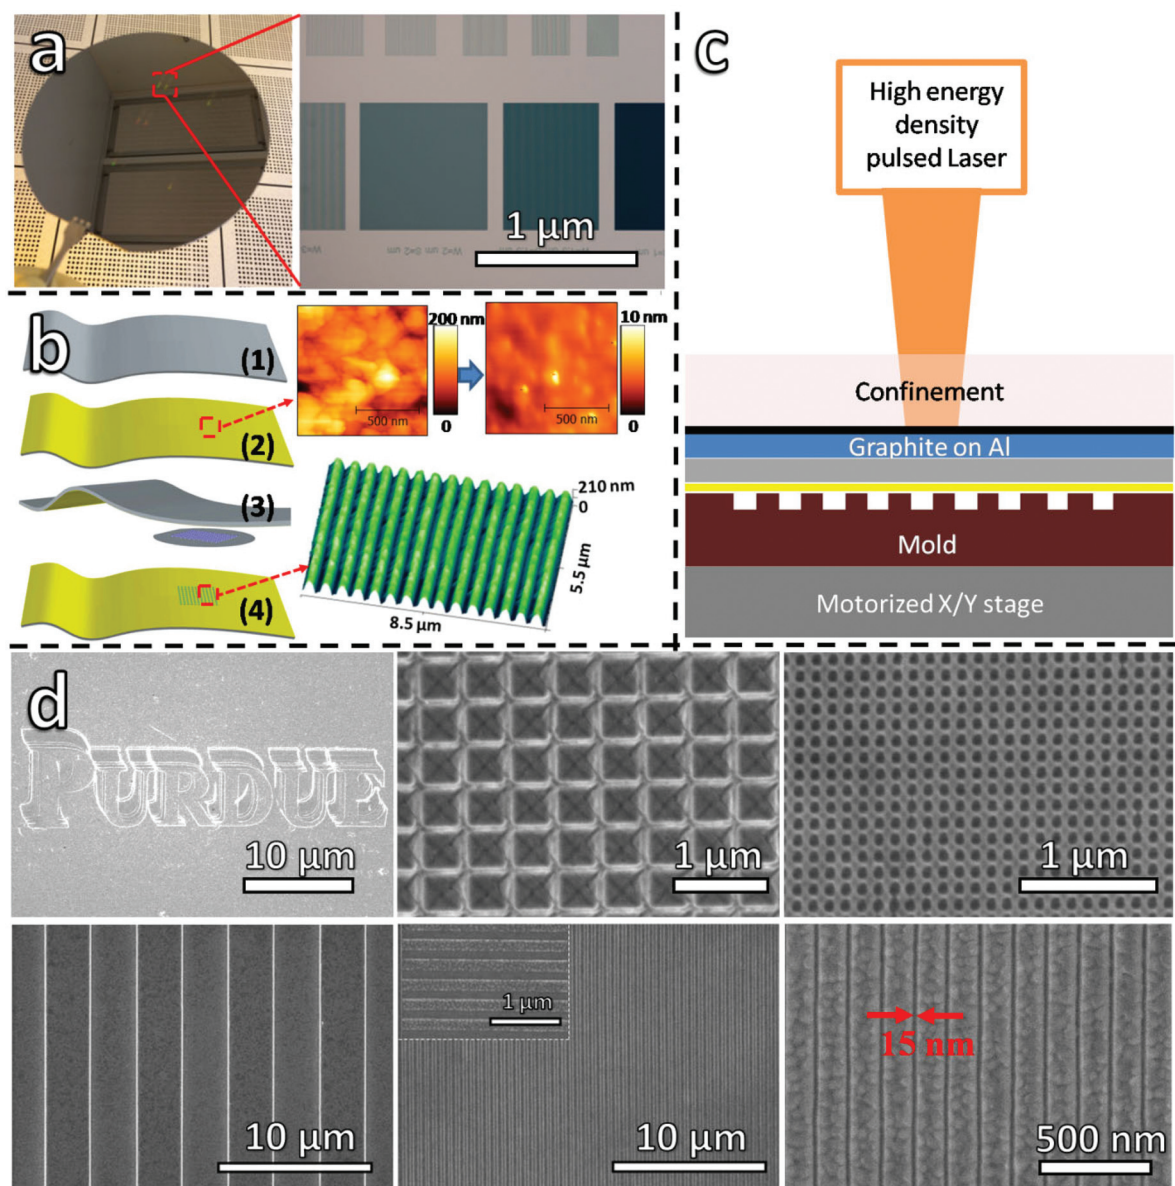 a
1 µm
b
(1)
(2)
(3)
(4)
200 nm
0
500 nm
10 nm
0
500 nm
210 nm
0
5.5 µm
8.5 µm
c
High energy
density
pulsed Laser
Confinement
Graphite on Al
Mold
Motorized X/Y stage
d
PURDUE
10 µm
1 µm
1 µm
10 µm
1 µm
10 µm
15 nm
500 nm